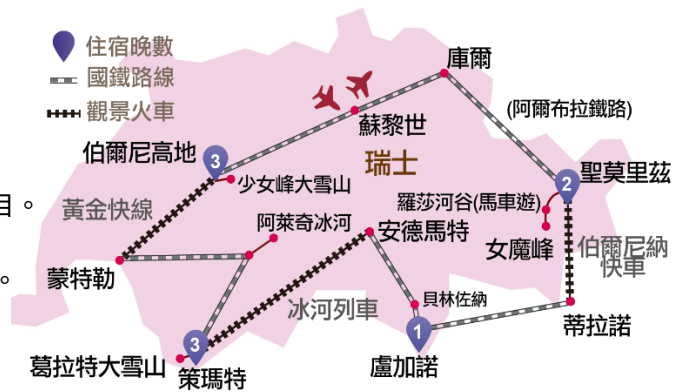 住宿晚數
國鐵路線
觀景火車
庫爾
(阿爾布拉鐵路)
蘇黎世
伯爾尼高地
3
瑞士
2
聖莫里茲
少女峰大雪山
目。
黃金快線
羅莎河谷(馬車遊)
阿萊奇冰河
安德馬特
女魔峰
伯爾尼納
快車
。
蒙特勒
貝林佐納
冰河列車
蒂拉諾
3
1
葛拉特大雪山
策瑪特
盧加諾